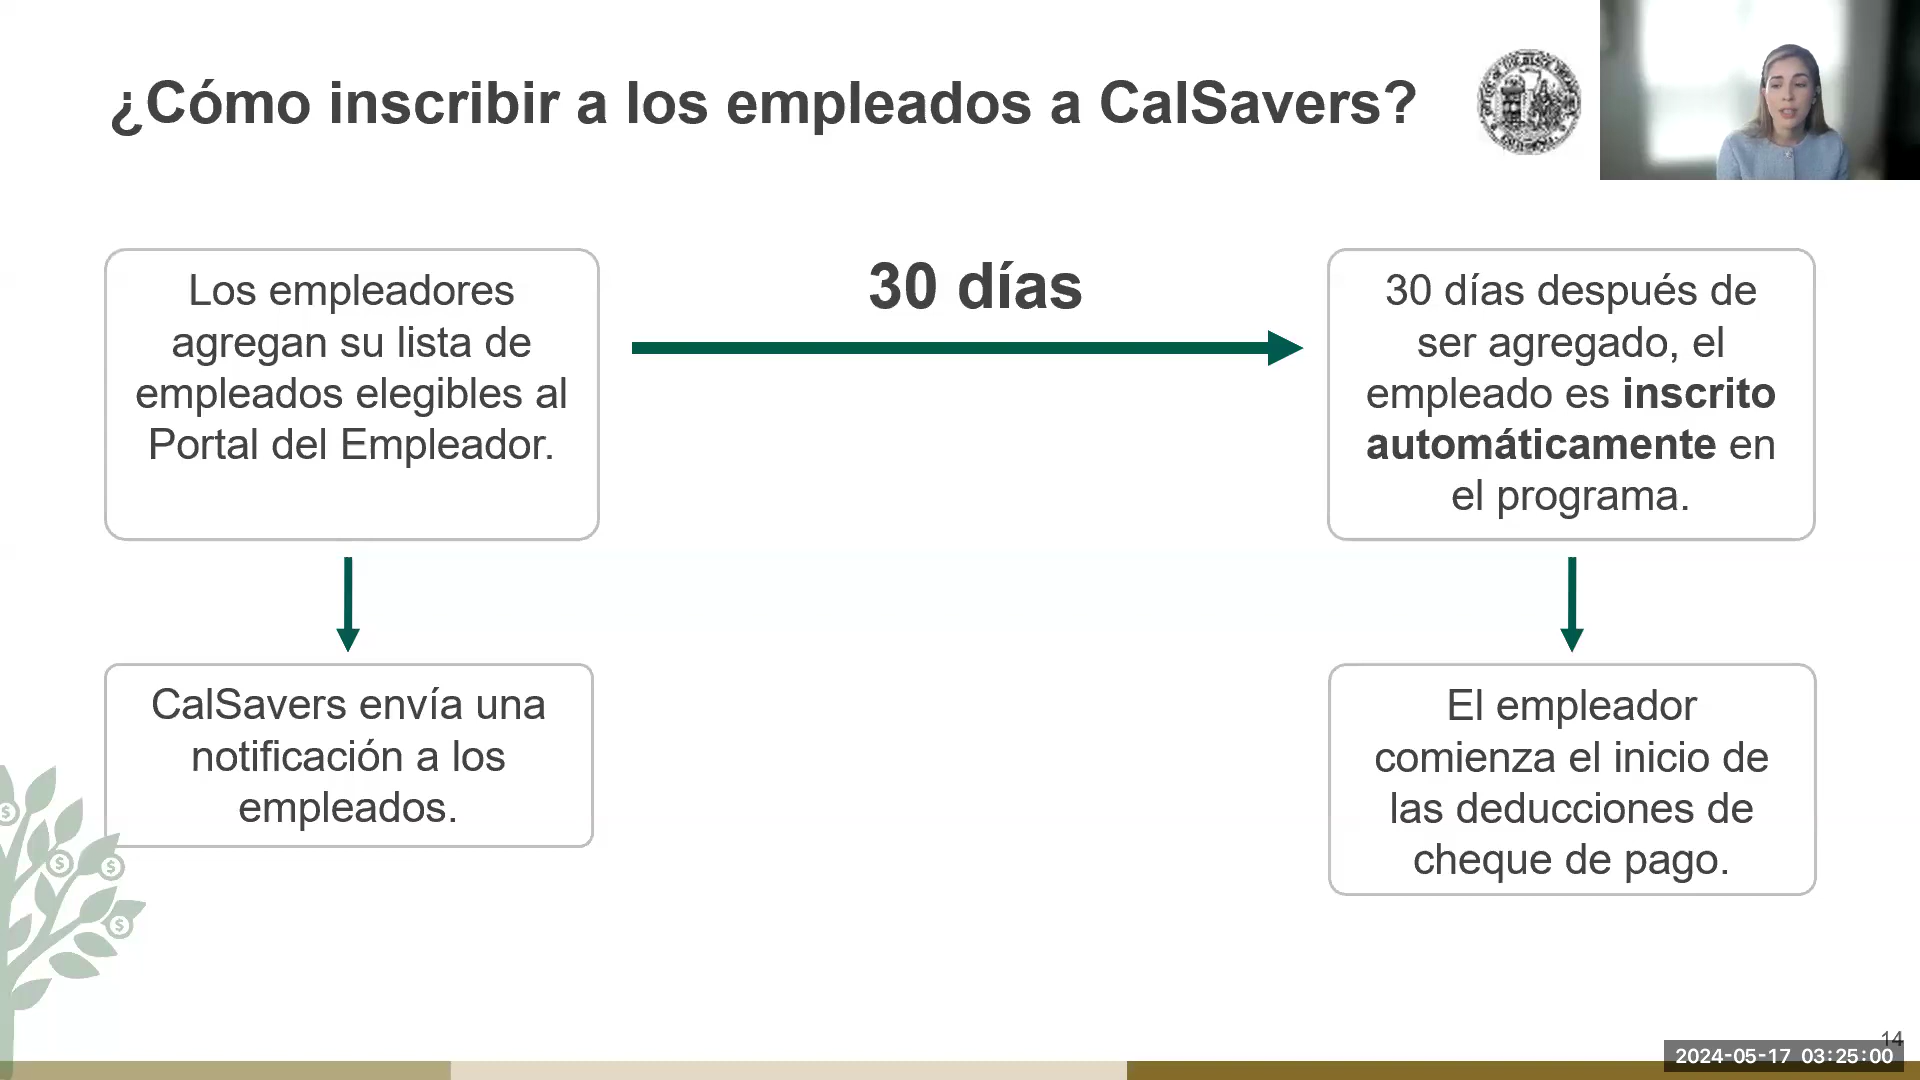 ¿Cómo inscribir a los empleados a CalSavers?
Los empleadores
agregan su lista de
empleados elegibles al
Portal del Empleador.
30 días
30 días después de
ser agregado, el
empleado es inscrito
automáticamente en
el programa.
CalSavers envía una
notificación a los
empleados.
El empleador
comienza el inicio de
las deducciones de
cheque de pago.
$
$
$
$
14
2024-05-17 03:25:00